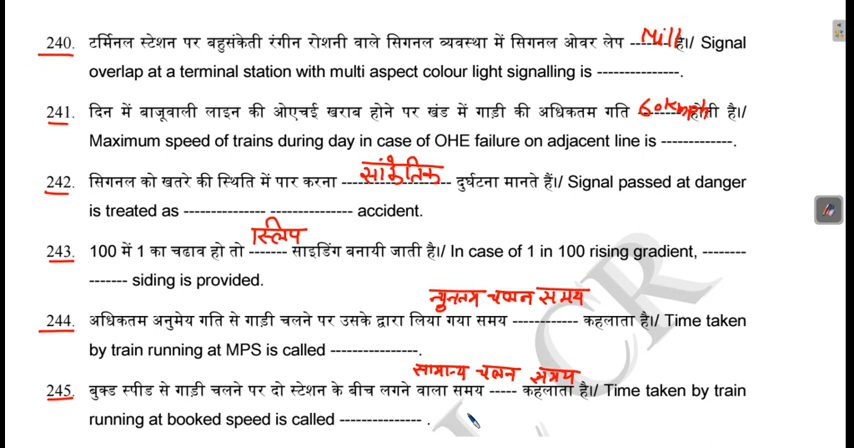 240. टर्मिनल स्टेशन पर बहुसंकेती रंगीन रोशनी वाले सिगनल व्यवस्था में सिगनल ओवर लेप -------- है।/ Signal
Nill
overlap at a terminal station with multi aspect colour light signalling is ---------------.
241. दिन में बाजूवाली लाइन की ओएचई खराब होने पर खंड में गाड़ी की अधिकतम गति -------- होती है।/
60kmph
Maximum speed of trains during day in case of OHE failure on adjacent line is -------------.
सांकेतिक
242. सिगनल को खतरे की स्थिति में पार करना -------------------- दुर्घटना मानते हैं।/ Signal passed at danger
is treated as --------------- --------------- accident.
स्लिप
243. 100 में 1 का चढाव हो तो ------- साइडिंग बनायी जाती है।/ In case of 1 in 100 rising gradient, --------
------- siding is provided.
न्यूनतम चलन समय
244. अधिकतम अनुमेय गति से गाड़ी चलने पर उसके द्वारा लिया गया समय ------------ कहलाता है।/ Time taken
by train running at MPS is called ----------------.
सामान्य चलन समय
245. बुक्ड स्पीड से गाड़ी चलने पर दो स्टेशन के बीच लगने वाला समय ----- कहलाता है।/ Time taken by train
running at booked speed is called --------------- .
CR